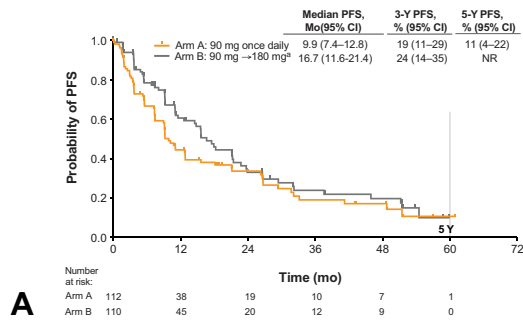 Median PFS, 3-Y PFS, 5-Y PFS,
Mo(95% CI) % (95% CI) % (95% CI)
Arm A: 90 mg once daily 9.9 (7.4–12.8) 19 (11–29) 11 (4–22)
Arm B: 90 mg →180 mgᵃ 16.7 (11.6-21.4) 24 (14–35) NR
Probability of PFS
1.0
0.8
0.6
0.4
0.2
0.0
5 Y
0 12 24 36 48 60 72
Time (mo)
Number
at risk:
Arm A 112 38 19 10 7 1
Arm B 110 45 20 12 9 0
A